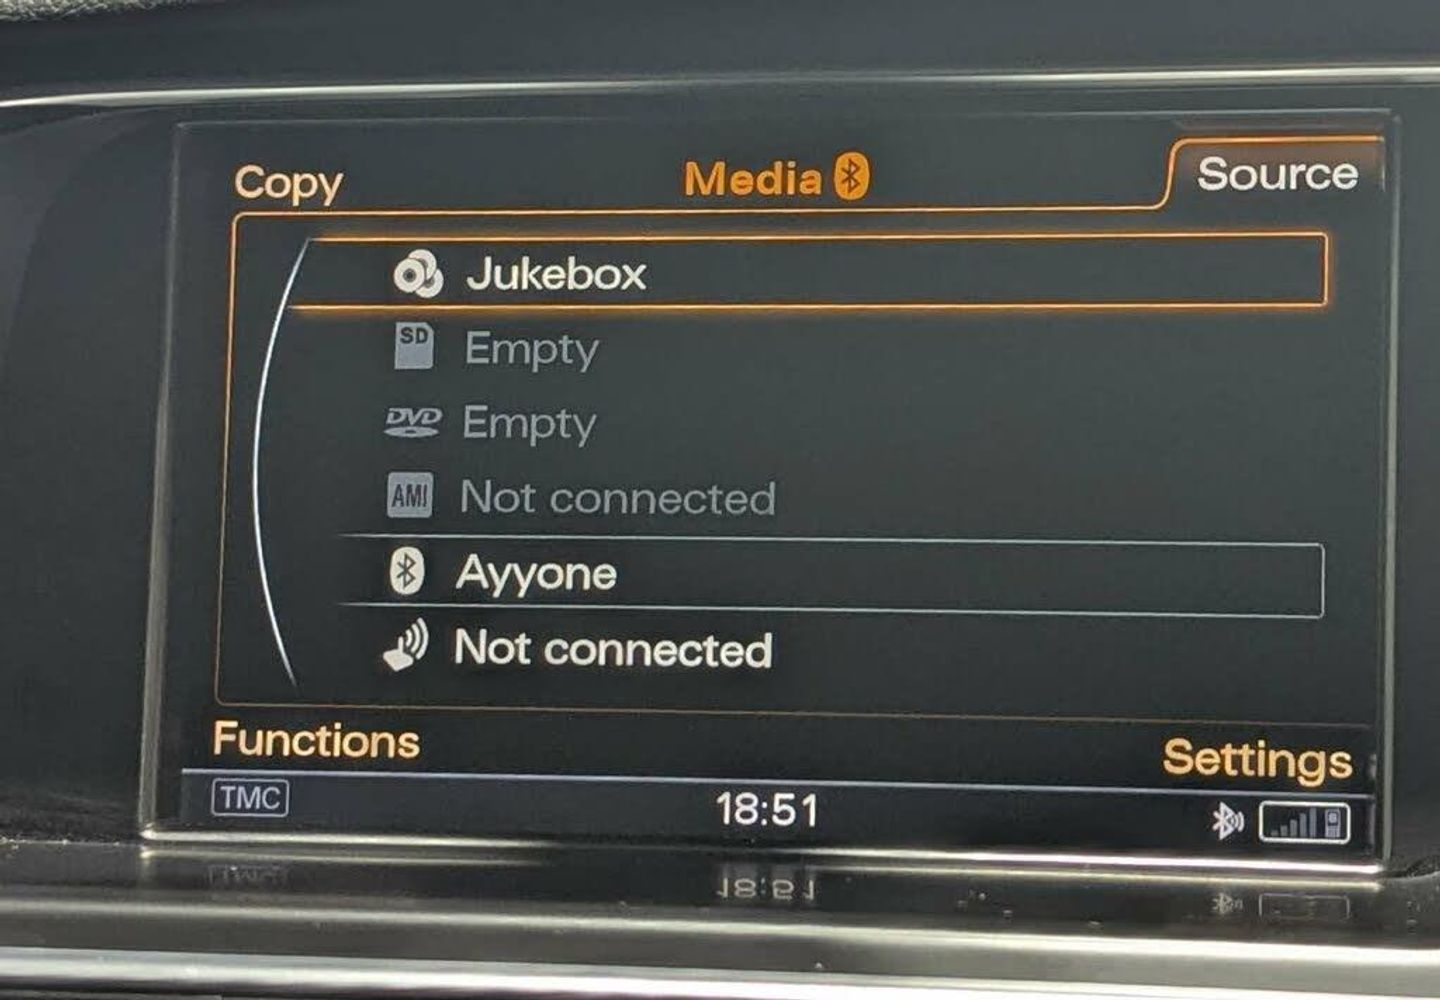 Copy
Media
Source
Jukebox
SD Empty
DVD Empty
AMI Not connected
Ayyone
Not connected
Functions
Settings
TMC
18:51